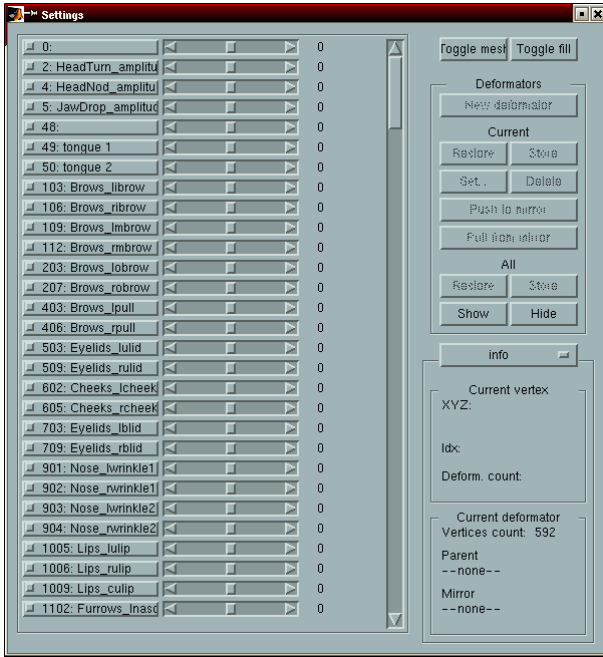 Settings
0: 0
2: HeadTurn_amplitu 0
4: HeadNod_amplitu 0
5: JawDrop_amplitud 0
48: 0
49: tongue 1 0
50: tongue 2 0
103: Brows_librow 0
106: Brows_ribrow 0
109: Brows_lmbrow 0
112: Brows_rmbrow 0
203: Brows_lobrow 0
207: Brows_robrow 0
403: Brows_lpull 0
406: Brows_rpull 0
503: Eyelids_lulid 0
509: Eyelids_rulid 0
602: Cheeks_lcheek 0
605: Cheeks_rcheek 0
703: Eyelids_lblid 0
709: Eyelids_rblid 0
901: Nose_lwrinkle1 0
902: Nose_rwrinkle1 0
903: Nose_lwrinkle2 0
904: Nose_rwrinkle2 0
1005: Lips_lulip 0
1006: Lips_rulip 0
1009: Lips_culip 0
1102: Furrows_lnaso 0
Toggle mesh Toggle fill
Deformators
New deformator
Current
Restore Store
Set.. Delete
Push to mirror
Pull from mirror
All
Restore Store
Show Hide
info
Current vertex
XYZ:
Idx:
Deform. count:
Current deformator
Vertices count: 592
Parent
--none--
Mirror
--none--